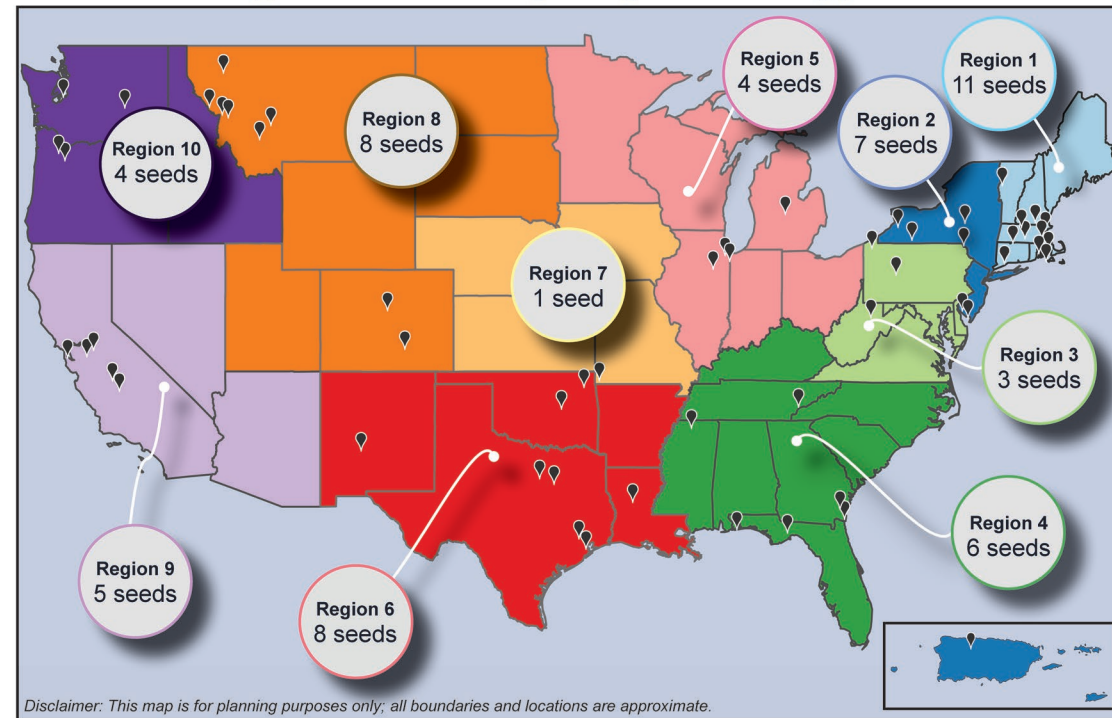 Region 5
4 seeds
Region 1
11 seeds
Region 2
7 seeds
Region 8
8 seeds
Region 10
4 seeds
Region 7
1 seed
Region 3
3 seeds
Region 4
6 seeds
Region 9
5 seeds
Region 6
8 seeds
Disclaimer: This map is for planning purposes only; all boundaries and locations are approximate.